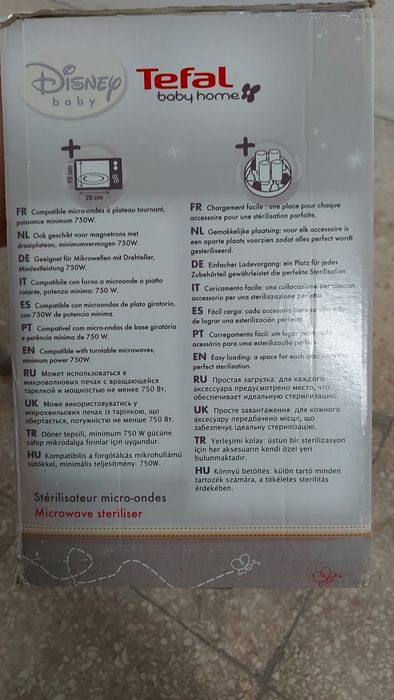 Disney
baby
Tefal
baby home
+
19 cm
28 cm
+
FR Compatible micro-ondes à plateau tournant,
puissance minimum 750W.
NL Ook geschikt voor magnetrons met
draaiplateau, minimumvermogen 750W.
DE Geeignet für Mikrowellen mit Drehteller,
Mindestleistung 750W.
IT Compatibile con forno a microonde a piatto
rotante, potenza minima: 750 W.
ES Compatible con microondas de plato giratorio,
con 750W de potencia mínima.
PT Compatível com micro-ondas de base giratória
e potência mínima de 750 W.
EN Compatible with turntable microwaves,
minimum power 750W.
RU Может использоваться в
микроволновых печах с вращающейся
тарелкой и мощностью не менее 750 Вт.
UK Може використовуватись у
мікрохвильових печах із тарілкою, що
обертається, потужністю не менше 750 Вт.
TR Döner tepsili, minimum 750 W gücüne
sahip mikrodalga fırınlar için uygundur.
HU Kompatibilis a forgótálcás mikrohullámú
sütőkkel, minimális teljesítmény: 750W.
FR Chargement facile : une place pour chaque
accessoire pour une stérilisation parfaite.
NL Gemakkelijke plaatsing: voor elk accessoire is
een aparte plaats voorzien zodat alles perfect wordt
gesteriliseerd.
DE Einfacher Ladevorgang: ein Platz für jedes
Zubehörteil gewährleistet die perfekte Sterilisation.
IT Caricamento facile: una collocazione per ciascun
accessorio per una sterilizzazione perfetta.
ES Fácil carga: cada accesorio tiene su sitio a fin
de lograr una esterilización perfecta.
PT Carregamento fácil: um lugar para cada
acessório para uma esterilização perfeita.
EN Easy loading: a space for each accessory for
perfect sterilisation.
RU Простая загрузка: для каждого
аксессуара предусмотрено место, что
обеспечивает идеальную стерилизацию.
UK Просте завантаження: для кожного
аксесуару передбачено місце, що
забезпечує ідеальну стерилізацію.
TR Yerleşimi kolay: üstün bir sterilizasyon
için her aksesuarın kendi özel yeri
bulunmaktadır.
HU Könnyű betöltés: külön tartó minden
tartozék számára, a tökéletes sterilitás
érdekében.
Stérilisateur micro-ondes
Microwave steriliser